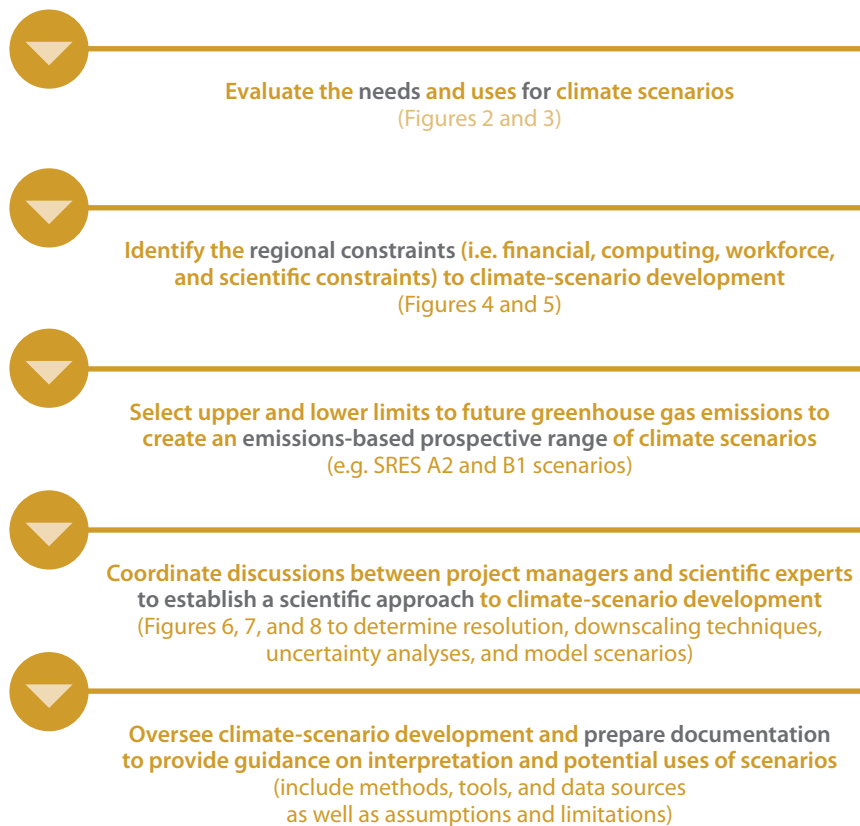 Evaluate the needs and uses for climate scenarios
(Figures 2 and 3)
Identify the regional constraints (i.e. financial, computing, workforce,
and scientific constraints) to climate-scenario development
(Figures 4 and 5)
Select upper and lower limits to future greenhouse gas emissions to
create an emissions-based prospective range of climate scenarios
(e.g. SRES A2 and B1 scenarios)
Coordinate discussions between project managers and scientific experts
to establish a scientific approach to climate-scenario development
(Figures 6, 7, and 8 to determine resolution, downscaling techniques,
uncertainty analyses, and model scenarios)
Oversee climate-scenario development and prepare documentation
to provide guidance on interpretation and potential uses of scenarios
(include methods, tools, and data sources
as well as assumptions and limitations)